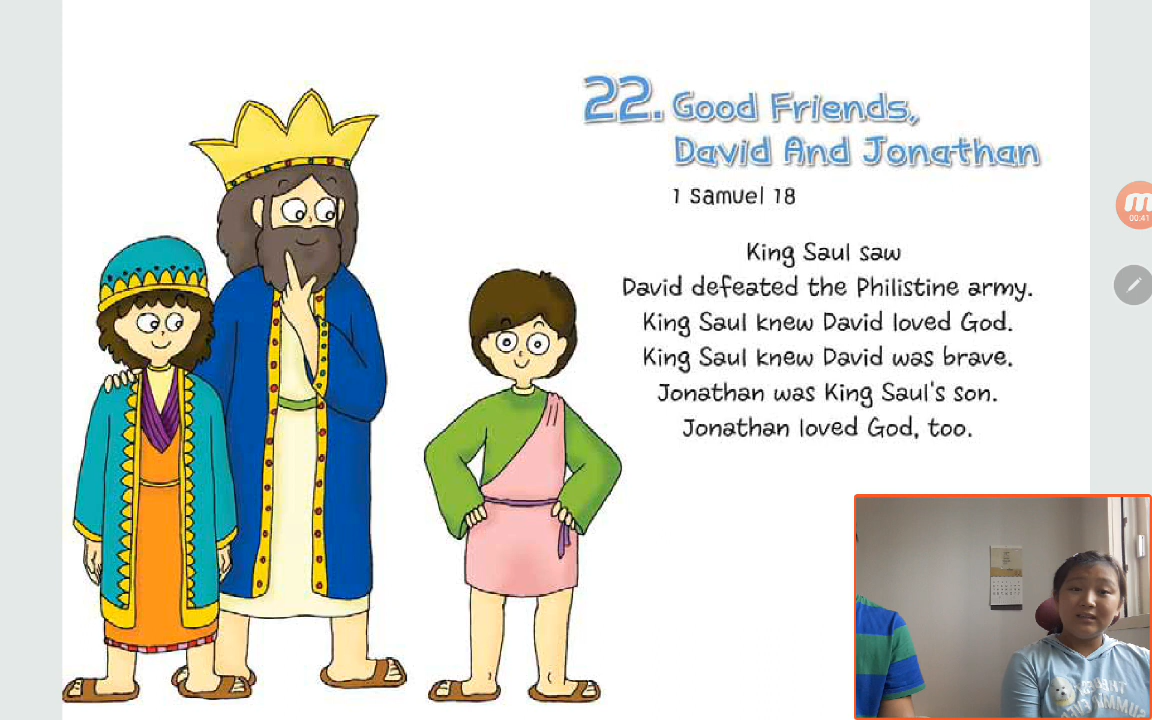 22. Good Friends,
David And Jonathan
1 Samuel 18
King Saul saw
David defeated the Philistine army.
King Saul knew David loved God.
King Saul knew David was brave.
Jonathan was King Saul's son.
Jonathan loved God, too.
00:41